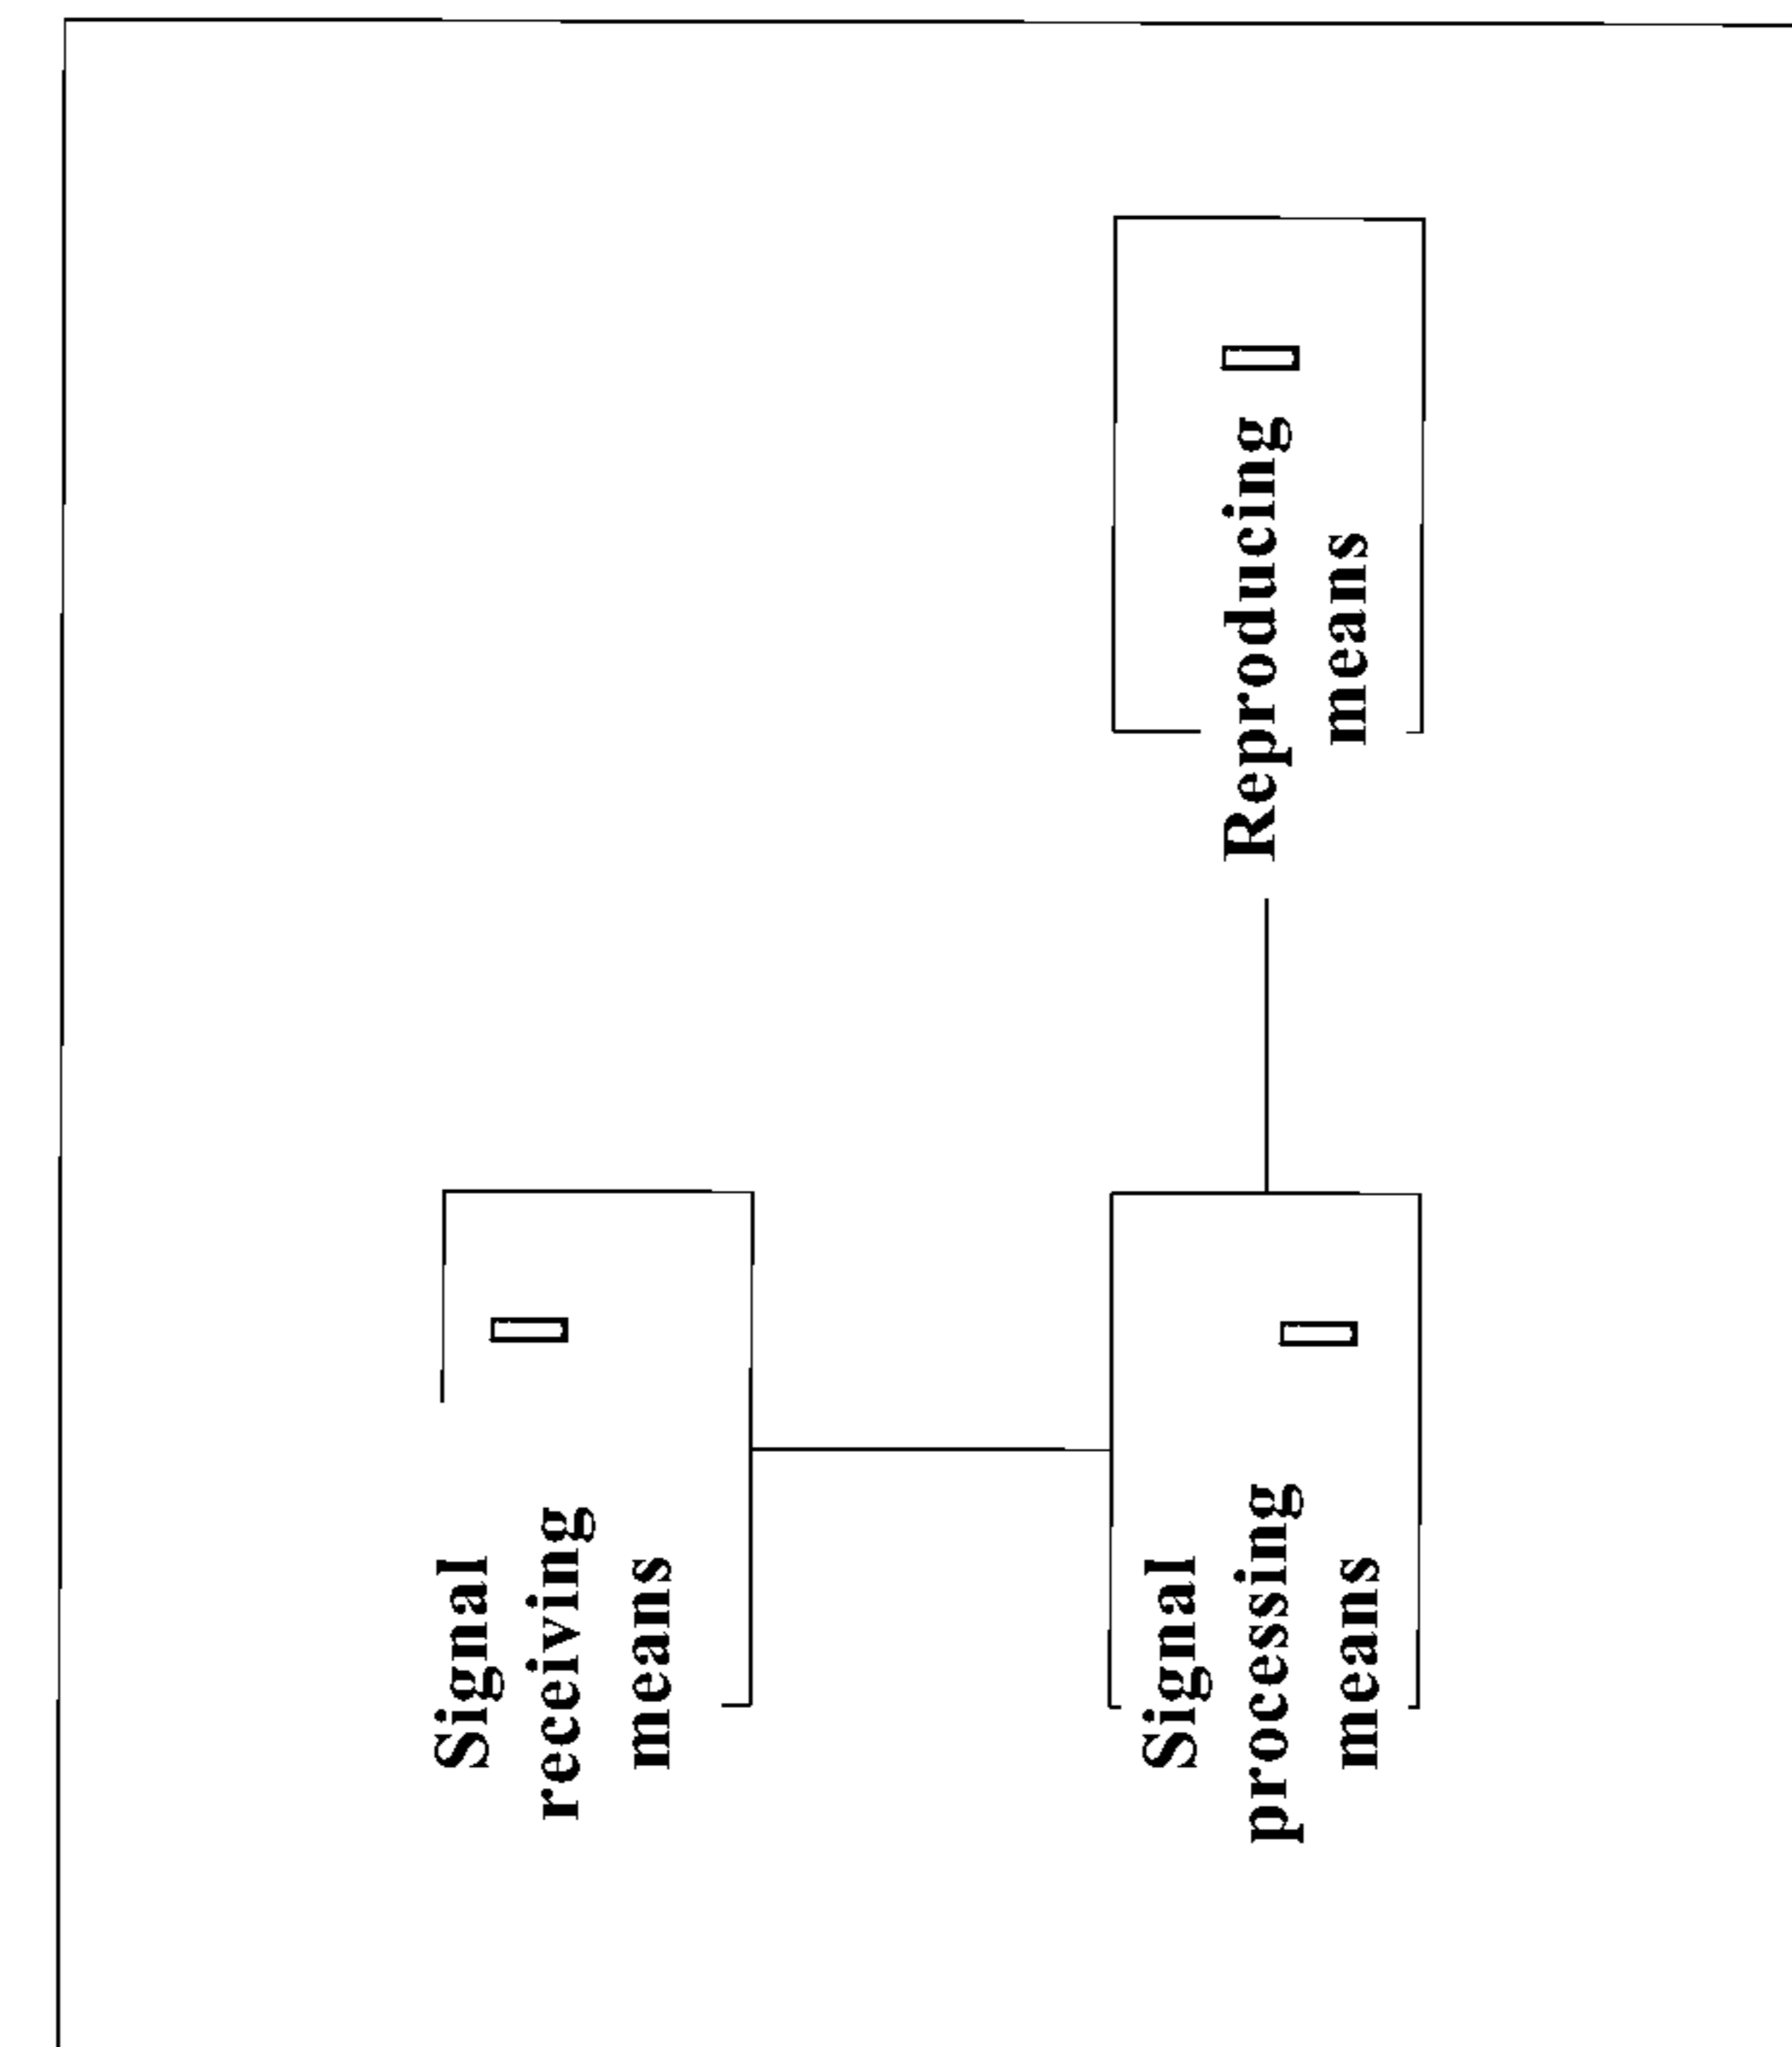 Reproducing
means
Signal
receiving
means
Signal
processing
means